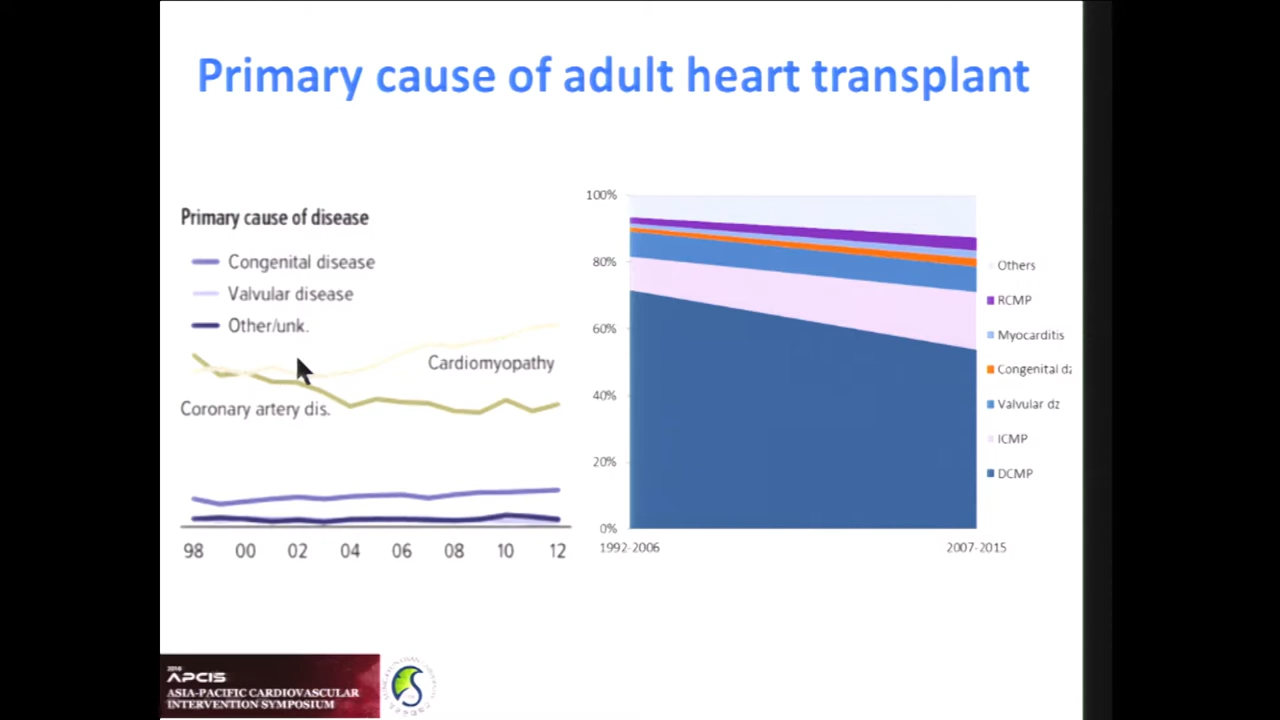 Primary cause of adult heart transplant
Primary cause of disease
Congenital disease
Valvular disease
Other/unk.
Cardiomyopathy
Coronary artery dis.
98 00 02 04 06 08 10 12
100%
80%
60%
40%
20%
0%
1992-2006 2007-2015
Others
RCMP
Myocarditis
Congenital dz
Valvular dz
ICMP
DCMP
2016
APCIS
ASIA-PACIFIC CARDIOVASCULAR
INTERVENTION SYMPOSIUM